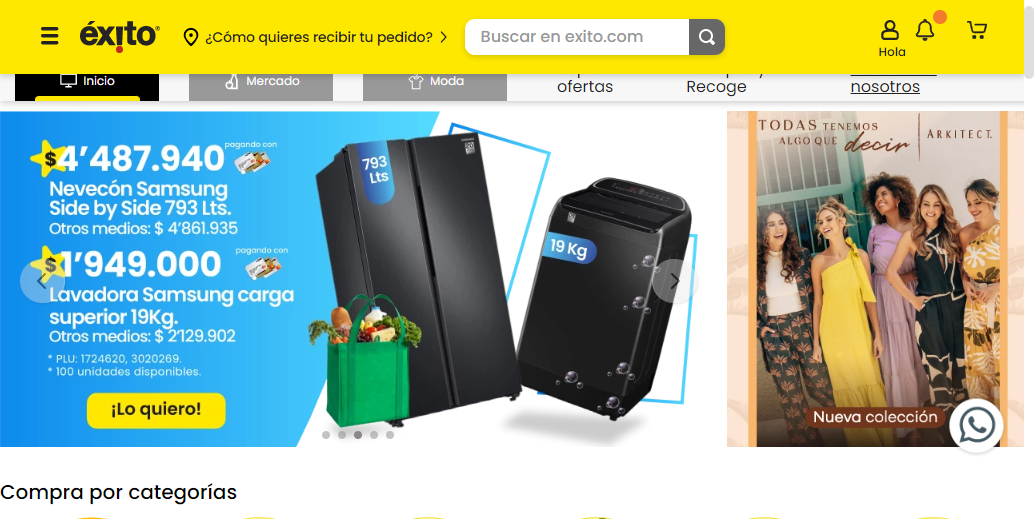 éxito
¿Cómo quieres recibir tu pedido?
Buscar en exito.com
Hola
Inicio
Mercado
Moda
ofertas
Recoge
nosotros
$4’487.940
pagando con
Nevecón Samsung
Side by Side 793 Lts.
Otros medios: $ 4’861.935
$1’949.000
pagando con
Lavadora Samsung carga
superior 19Kg.
Otros medios: $ 2’129.902
* PLU: 1724620, 3020269.
* 100 unidades disponibles.
¡Lo quiero!
793
Lts
19 Kg
TODAS TENEMOS
ALGO QUE decir
ARKITECT.
Nueva colección
Compra por categorías